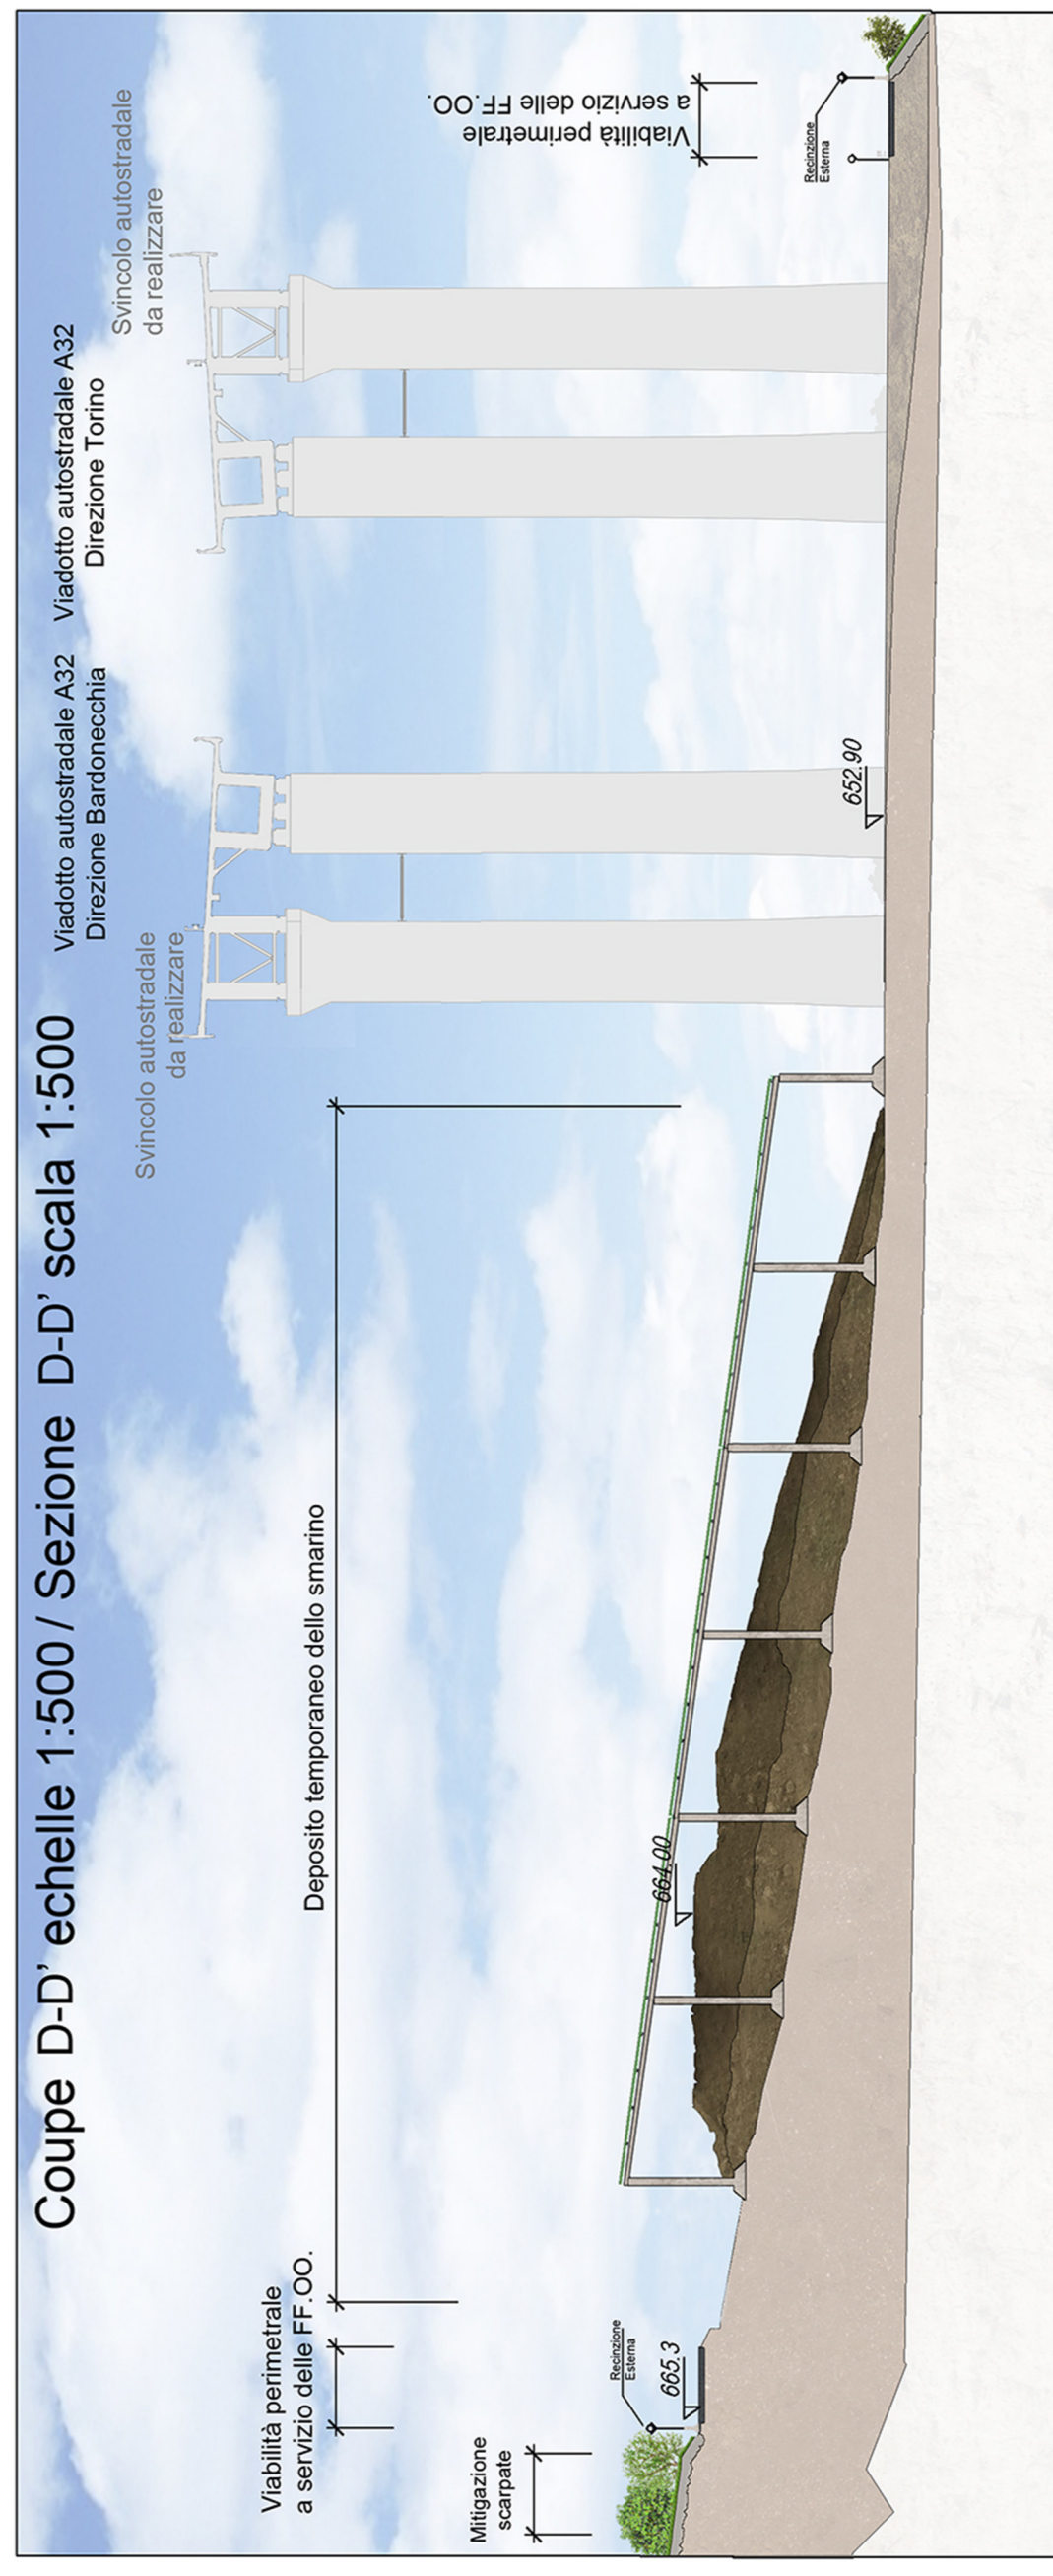 Coupe D-D' echelle 1:500 / Sezione D-D' scala 1:500
Viadotto autostradale A32
Direzione Bardonecchia
Viadotto autostradale A32
Direzione Torino
Svincolo autostradale
da realizzare
Svincolo autostradale
da realizzare
Viabilità perimetrale
a servizio delle FF.OO.
Deposito temporaneo dello smarino
Viabilità perimetrale
a servizio delle FF.OO.
Mitigazione
scarpate
Recinzione
Esterna
665.3
664.00
652.90
Recinzione
Esterna